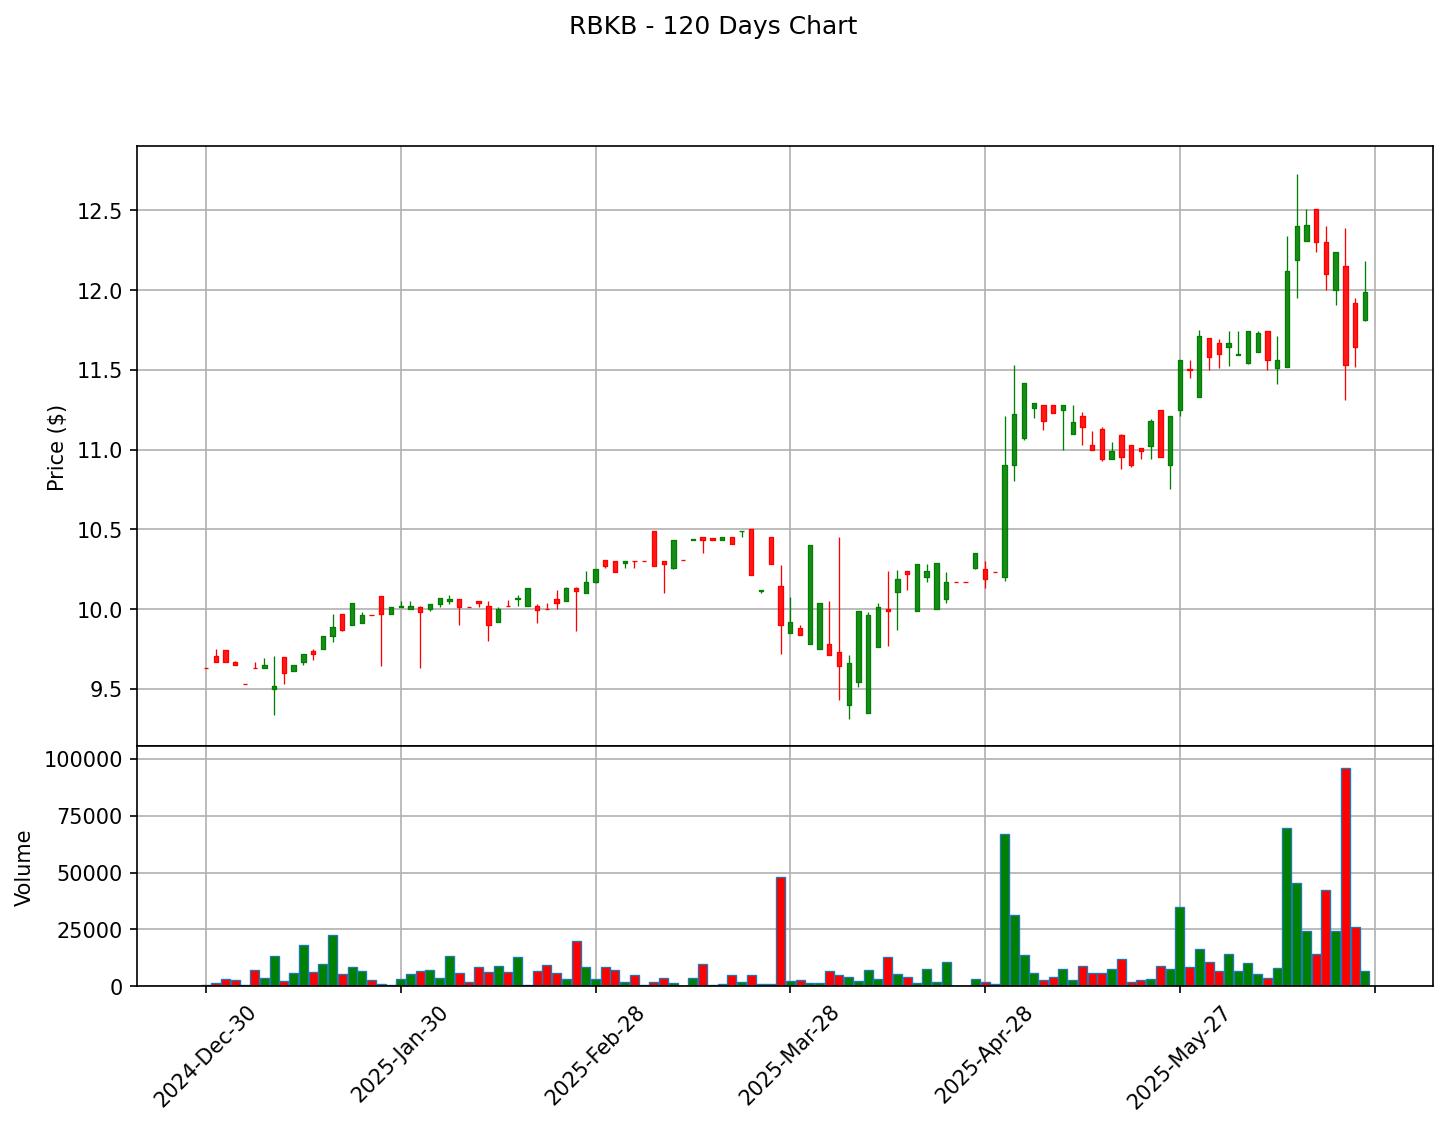 RBKB - 120 Days Chart
Price ($)
12.5
12.0
11.5
11.0
10.5
10.0
9.5
Volume
100000
75000
50000
25000
0
2024-Dec-30
2025-Jan-30
2025-Feb-28
2025-Mar-28
2025-Apr-28
2025-May-27